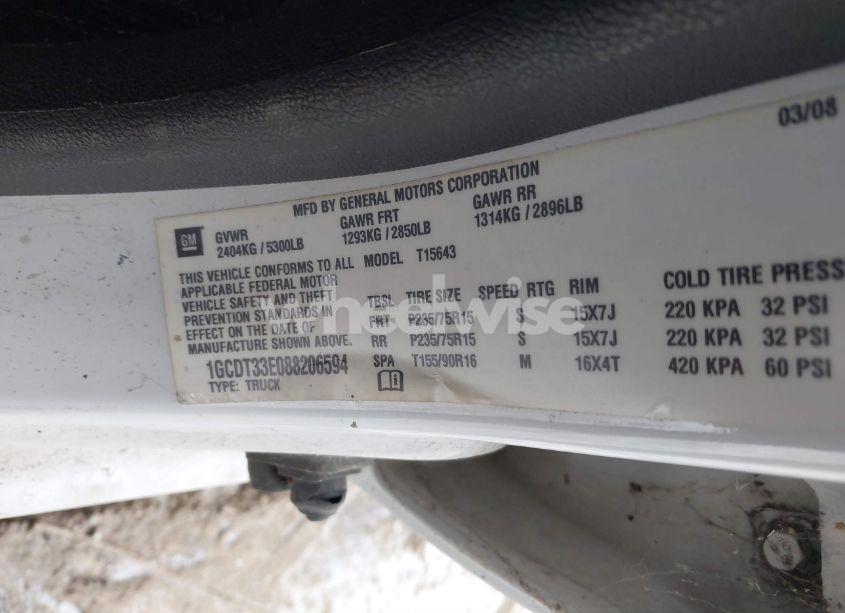 03/08
MFD BY GENERAL MOTORS CORPORATION
GM
GVWR GAWR FRT GAWR RR
2404KG / 5300LB 1293KG / 2850LB 1314KG / 2896LB
THIS VEHICLE CONFORMS TO ALL MODEL T15643
APPLICABLE FEDERAL MOTOR
VEHICLE SAFETY AND THEFT
PREVENTION STANDARDS IN
EFFECT ON THE DATE OF
MANUFACTURE SHOWN ABOVE.
1GCDT33E088206594
TYPE: TRUCK
TBSL TIRE SIZE SPEED RTG RIM COLD TIRE PRESS
FRT P235/75R15 S 15X7J 220 KPA 32 PSI
RR P235/75R15 S 15X7J 220 KPA 32 PSI
SPA T155/90R16 M 16X4T 420 KPA 60 PSI
wheelwise